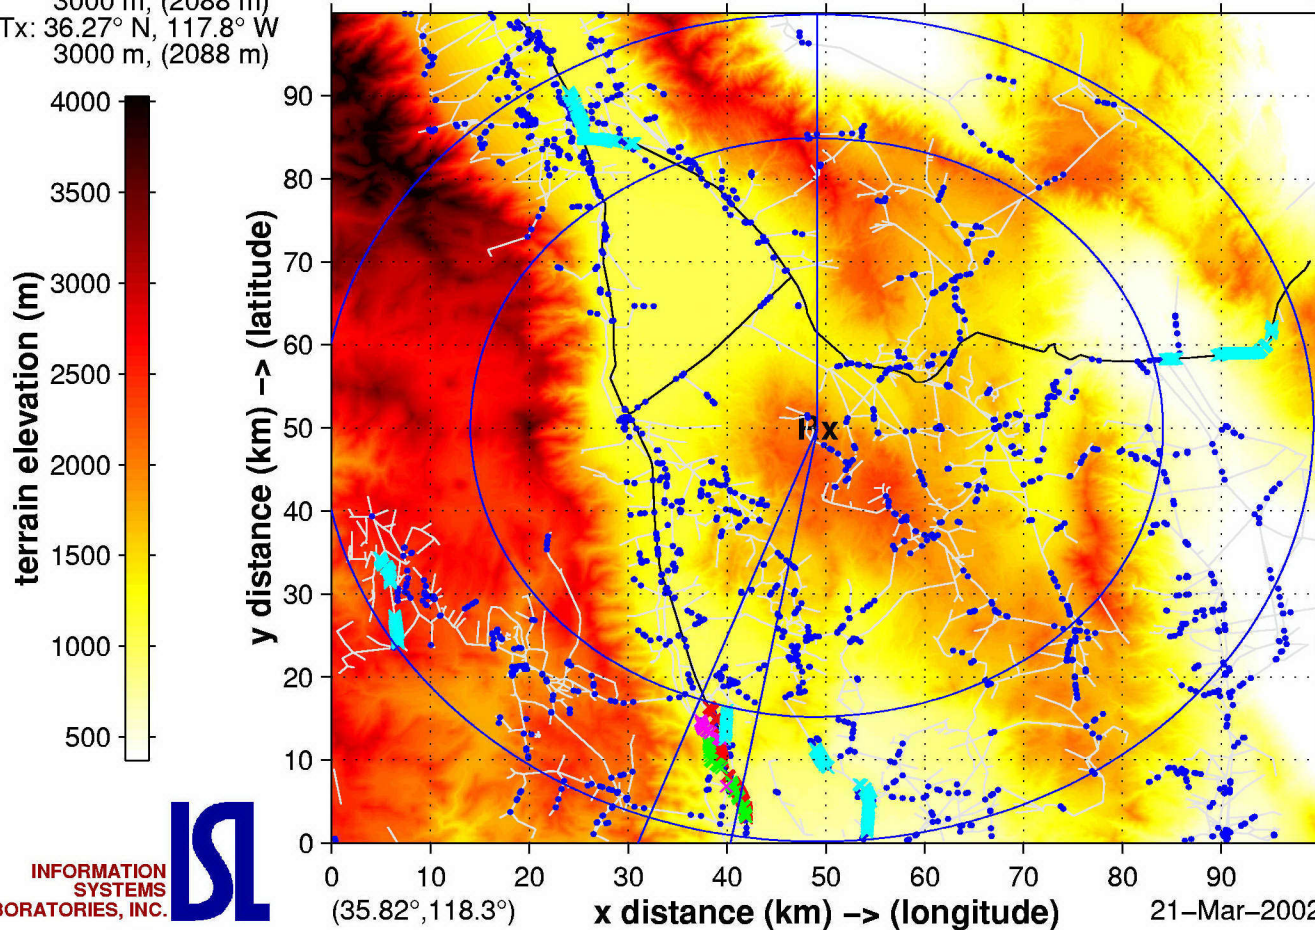 3000 m, (2088 m)
Tx: 36.27° N, 117.8° W
3000 m, (2088 m)
4000
3500
3000
2500
2000
1500
1000
500
terrain elevation (m)
y distance (km) −> (latitude)
90
80
70
60
50
40
30
20
10
0
Rx
0 10 20 30 40 50 60 70 80 90
(35.82°,118.3°)
x distance (km) −> (longitude)
21−Mar−2002
INFORMATION
SYSTEMS
BORATORIES, INC.
ISL